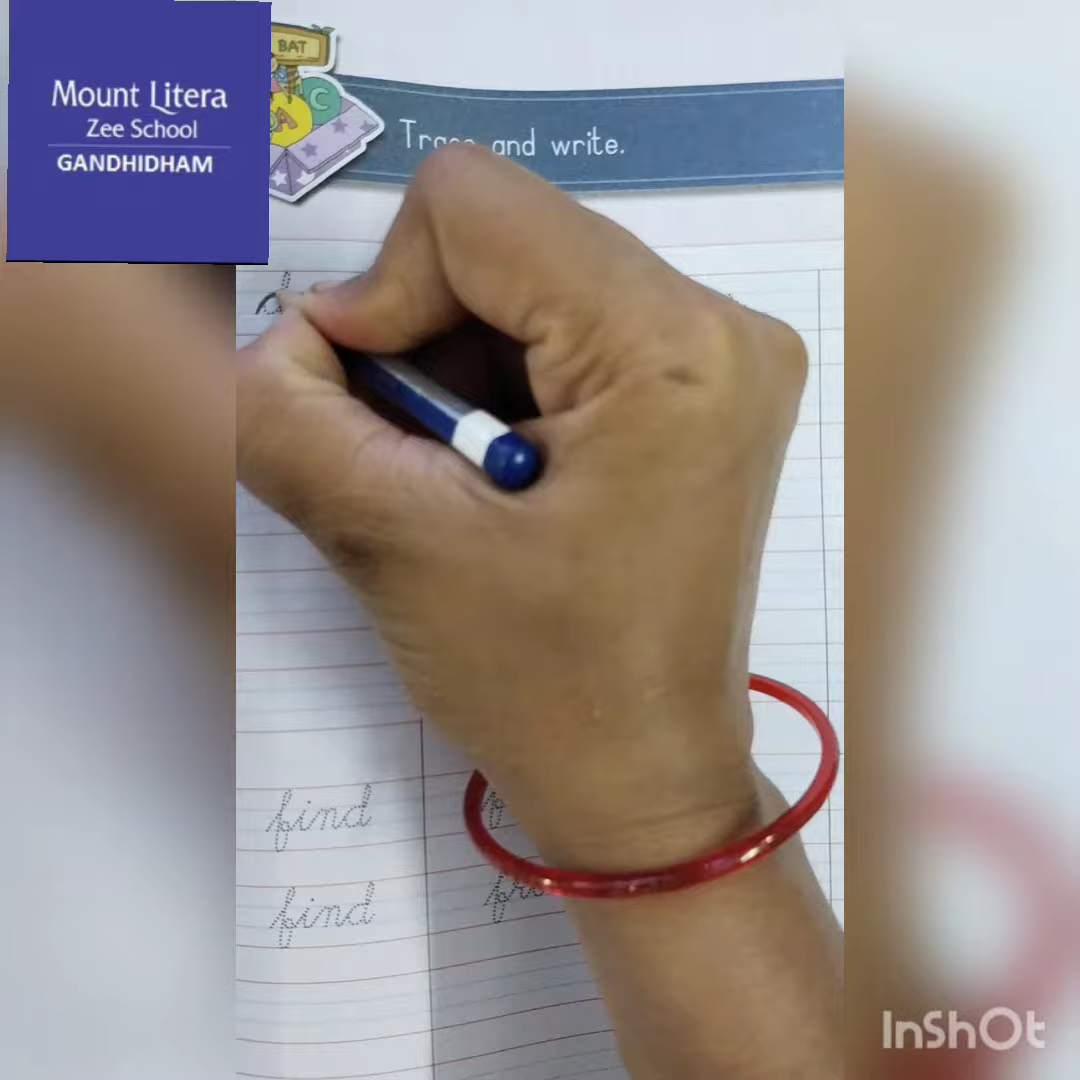 BAT
Mount Litera
Zee School
GANDHIDHAM
C
A
Trace and write.
d
find
find
InShOt